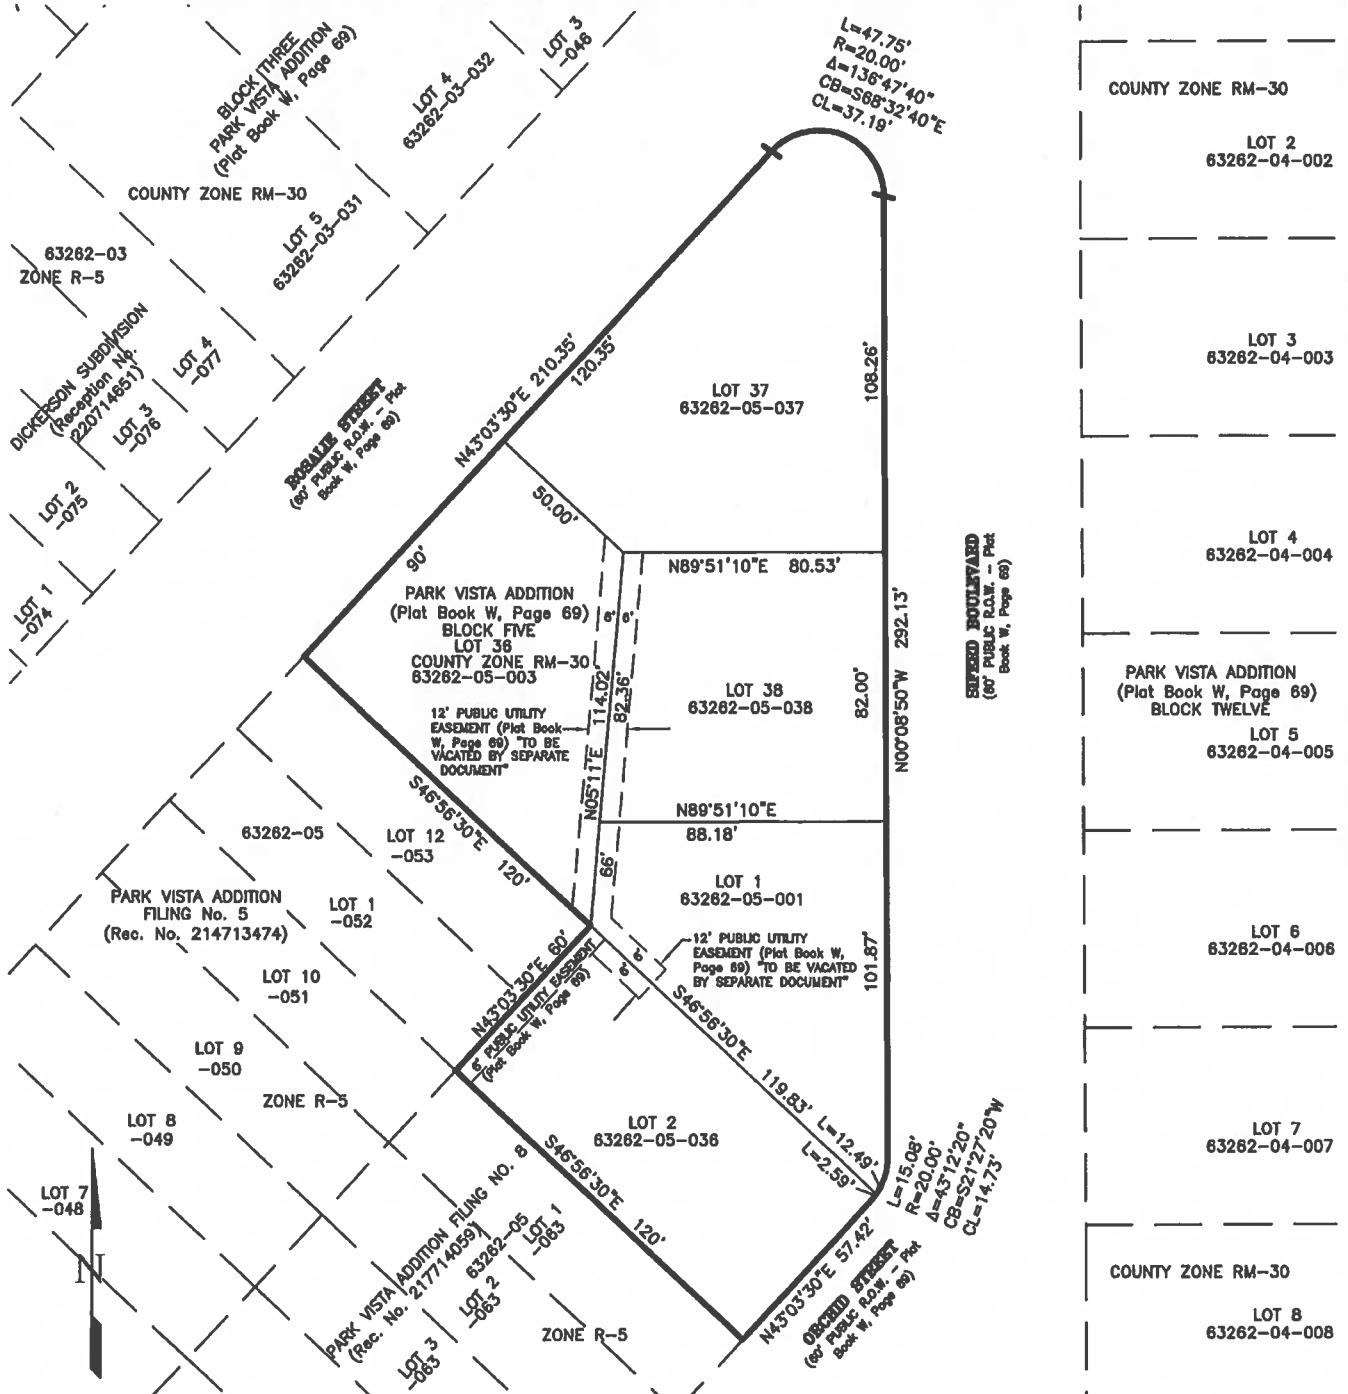 BLOCK THREE
PARK VISTA ADDITION
(Plat Book W, Page 69)
LOT 4
63262-03-032
LOT 3
-046
COUNTY ZONE RM-30
LOT 5
63262-03-031
63262-03
ZONE R-5
DICKERSON SUBDIVISION
(Reception No.
220714651)
LOT 4
-077
LOT 3
-076
LOT 2
-075
LOT 1
-074
L=47.75'
R=20.00'
Δ=136°47'40"
CB=S68°32'40"E
CL=37.19'
N43°03'30"E 210.35'
120.35'
ROSALIE STREET
(60' PUBLIC R.O.W. - Plat
Book W, Page 69)
LOT 37
63262-05-037
108.26'
50.00'
90'
N89°51'10"E 80.53'
PARK VISTA ADDITION
(Plat Book W, Page 69)
BLOCK FIVE
LOT 36
COUNTY ZONE RM-30
63262-05-003
6' 6'
N05°11'E 114.02'
82.36'
12' PUBLIC UTILITY
EASEMENT (Plat Book
W, Page 69) "TO BE
VACATED BY SEPARATE
DOCUMENT"
LOT 38
63262-05-038
82.00'
N00°08'50"W 292.13'
(60' PUBLIC R.O.W. - Plat
Book W, Page 69)
BOULEVARD
S46°56'30"E 120'
N89°51'10"E
88.18'
66'
LOT 1
63262-05-001
12' PUBLIC UTILITY
EASEMENT (Plat Book W,
Page 69) "TO BE VACATED
BY SEPARATE DOCUMENT"
101.87'
6' 6'
63262-05
LOT 12
-053
PARK VISTA ADDITION
FILING No. 5
(Rec. No. 214713474)
LOT 1
-052
LOT 10
-051
LOT 9
-050
ZONE R-5
LOT 8
-049
LOT 7
-048
N
N43°03'30"E 60'
6' PUBLIC UTILITY EASEMENT
(Plat Book W, Page 69)
S46°56'30"E 119.83'
L=12.49'
L=2.59'
LOT 2
63262-05-036
S46°56'30"E 120'
L=15.08'
R=20.00'
Δ=43°12'20"
CB=S21°27'20"W
CL=14.73'
N43°03'30"E 57.42'
ORCHID STREET
(60' PUBLIC R.O.W. - Plat
Book W, Page 69)
PARK VISTA ADDITION FILING NO. 8
(Rec. No. 217714059)
63262-05
LOT 1
-063
LOT 2
-063
LOT 3
-063
ZONE R-5
COUNTY ZONE RM-30
LOT 2
63262-04-002
LOT 3
63262-04-003
LOT 4
63262-04-004
PARK VISTA ADDITION
(Plat Book W, Page 69)
BLOCK TWELVE
LOT 5
63262-04-005
LOT 6
63262-04-006
LOT 7
63262-04-007
COUNTY ZONE RM-30
LOT 8
63262-04-008